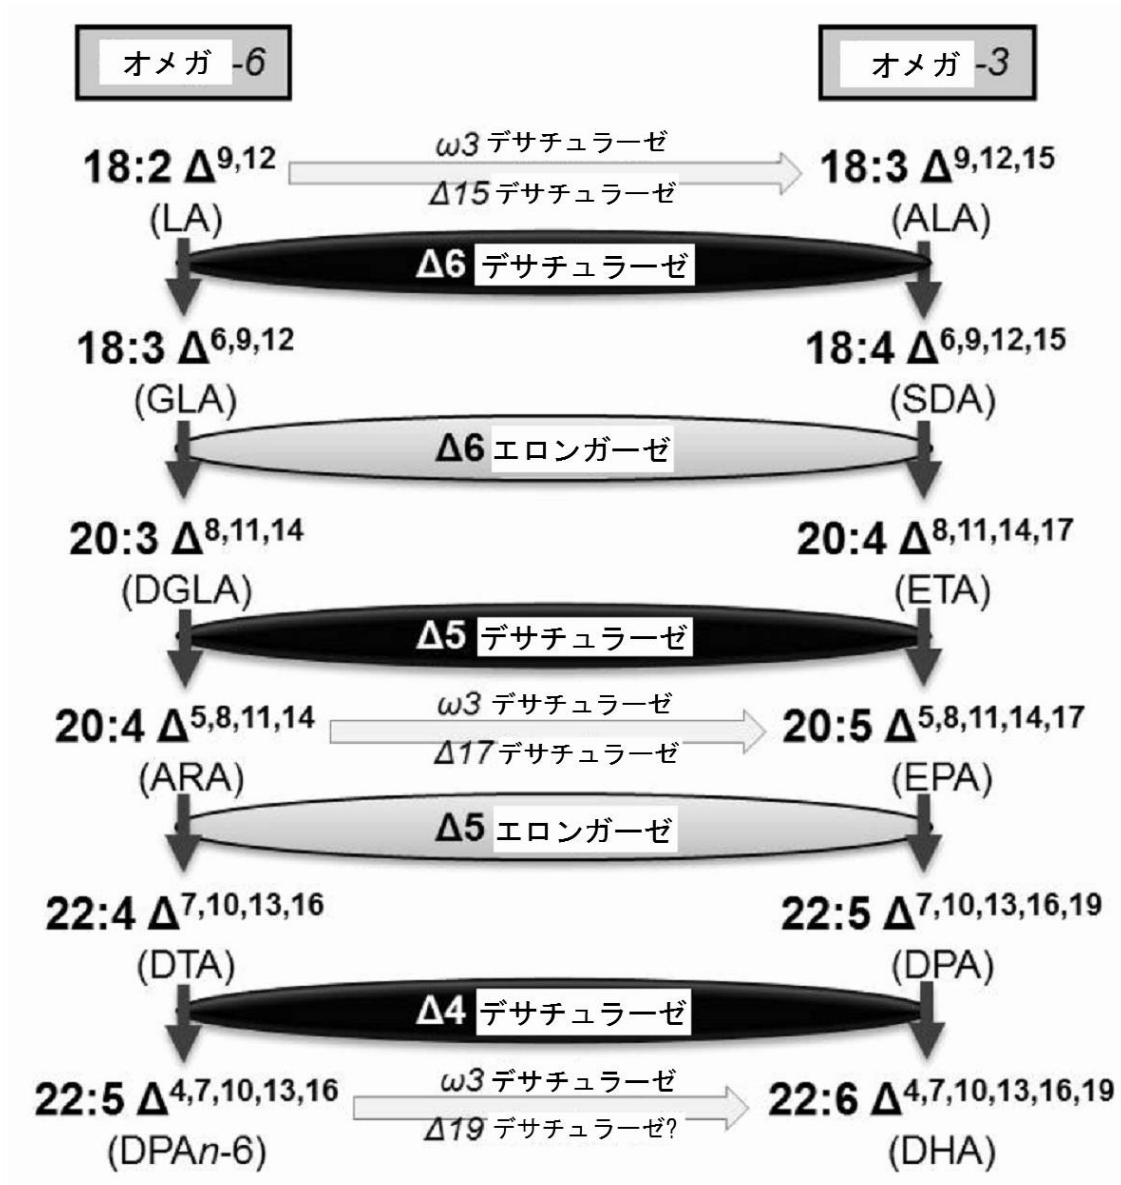 オメガ -6
オメガ -3
ω3 デサチュラーゼ
18:2 Δ9,12
18:3 Δ9,12,15
Δ15 デサチュラーゼ
(LA)
(ALA)
Δ6 デサチュラーゼ
18:3 Δ6,9,12
18:4 Δ6,9,12,15
(GLA)
(SDA)
Δ6 エロンガーゼ
20:3 Δ8,11,14
20:4 Δ8,11,14,17
(DGLA)
(ETA)
Δ5 デサチュラーゼ
ω3 デサチュラーゼ
20:4 Δ5,8,11,14
20:5 Δ5,8,11,14,17
Δ17 デサチュラーゼ
(ARA)
(EPA)
Δ5 エロンガーゼ
22:4 Δ7,10,13,16
22:5 Δ7,10,13,16,19
(DTA)
(DPA)
Δ4 デサチュラーゼ
ω3 デサチュラーゼ
22:5 Δ4,7,10,13,16
22:6 Δ4,7,10,13,16,19
Δ19 デサチュラーゼ?
(DPAn-6)
(DHA)